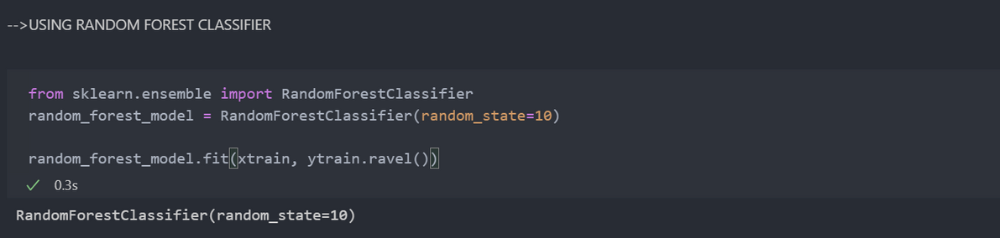 -->USING RANDOM FOREST CLASSIFIER
from sklearn.ensemble import RandomForestClassifier
random_forest_model = RandomForestClassifier(random_state=10)
random_forest_model.fit(xtrain, ytrain.ravel())
✓ 0.3s
RandomForestClassifier(random_state=10)